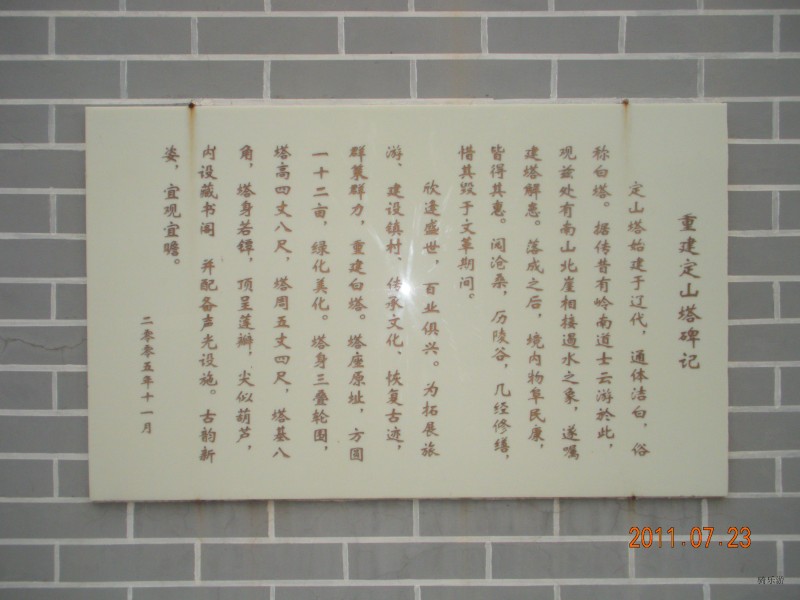 重建定山塔碑记
定山塔始建于辽代，通体洁白，俗
称白塔。据传昔有岭南道士云游於此，
观兹处有南山北崖相接遏水之象，遂嘱
建塔解患。落成之后，境内物阜民康，
皆得其惠。阅沧桑，历陵谷，几经修缮，
惜其毁于文革期间。
欣逢盛世，百业俱兴。为拓展旅
游、建设镇村、传承文化、恢复古迹，
群策群力，重建白塔。塔座原址，方圆
一十二亩，绿化美化。塔身三叠轮围，
塔高四丈八尺，塔周五丈四尺，塔基八
角，塔身若镡，顶呈莲瓣，尖似葫芦，
内设藏书阁 并配备声光设施。古韵新
姿，宜观宜瞻。
二零零五年十一月
2011.07.23